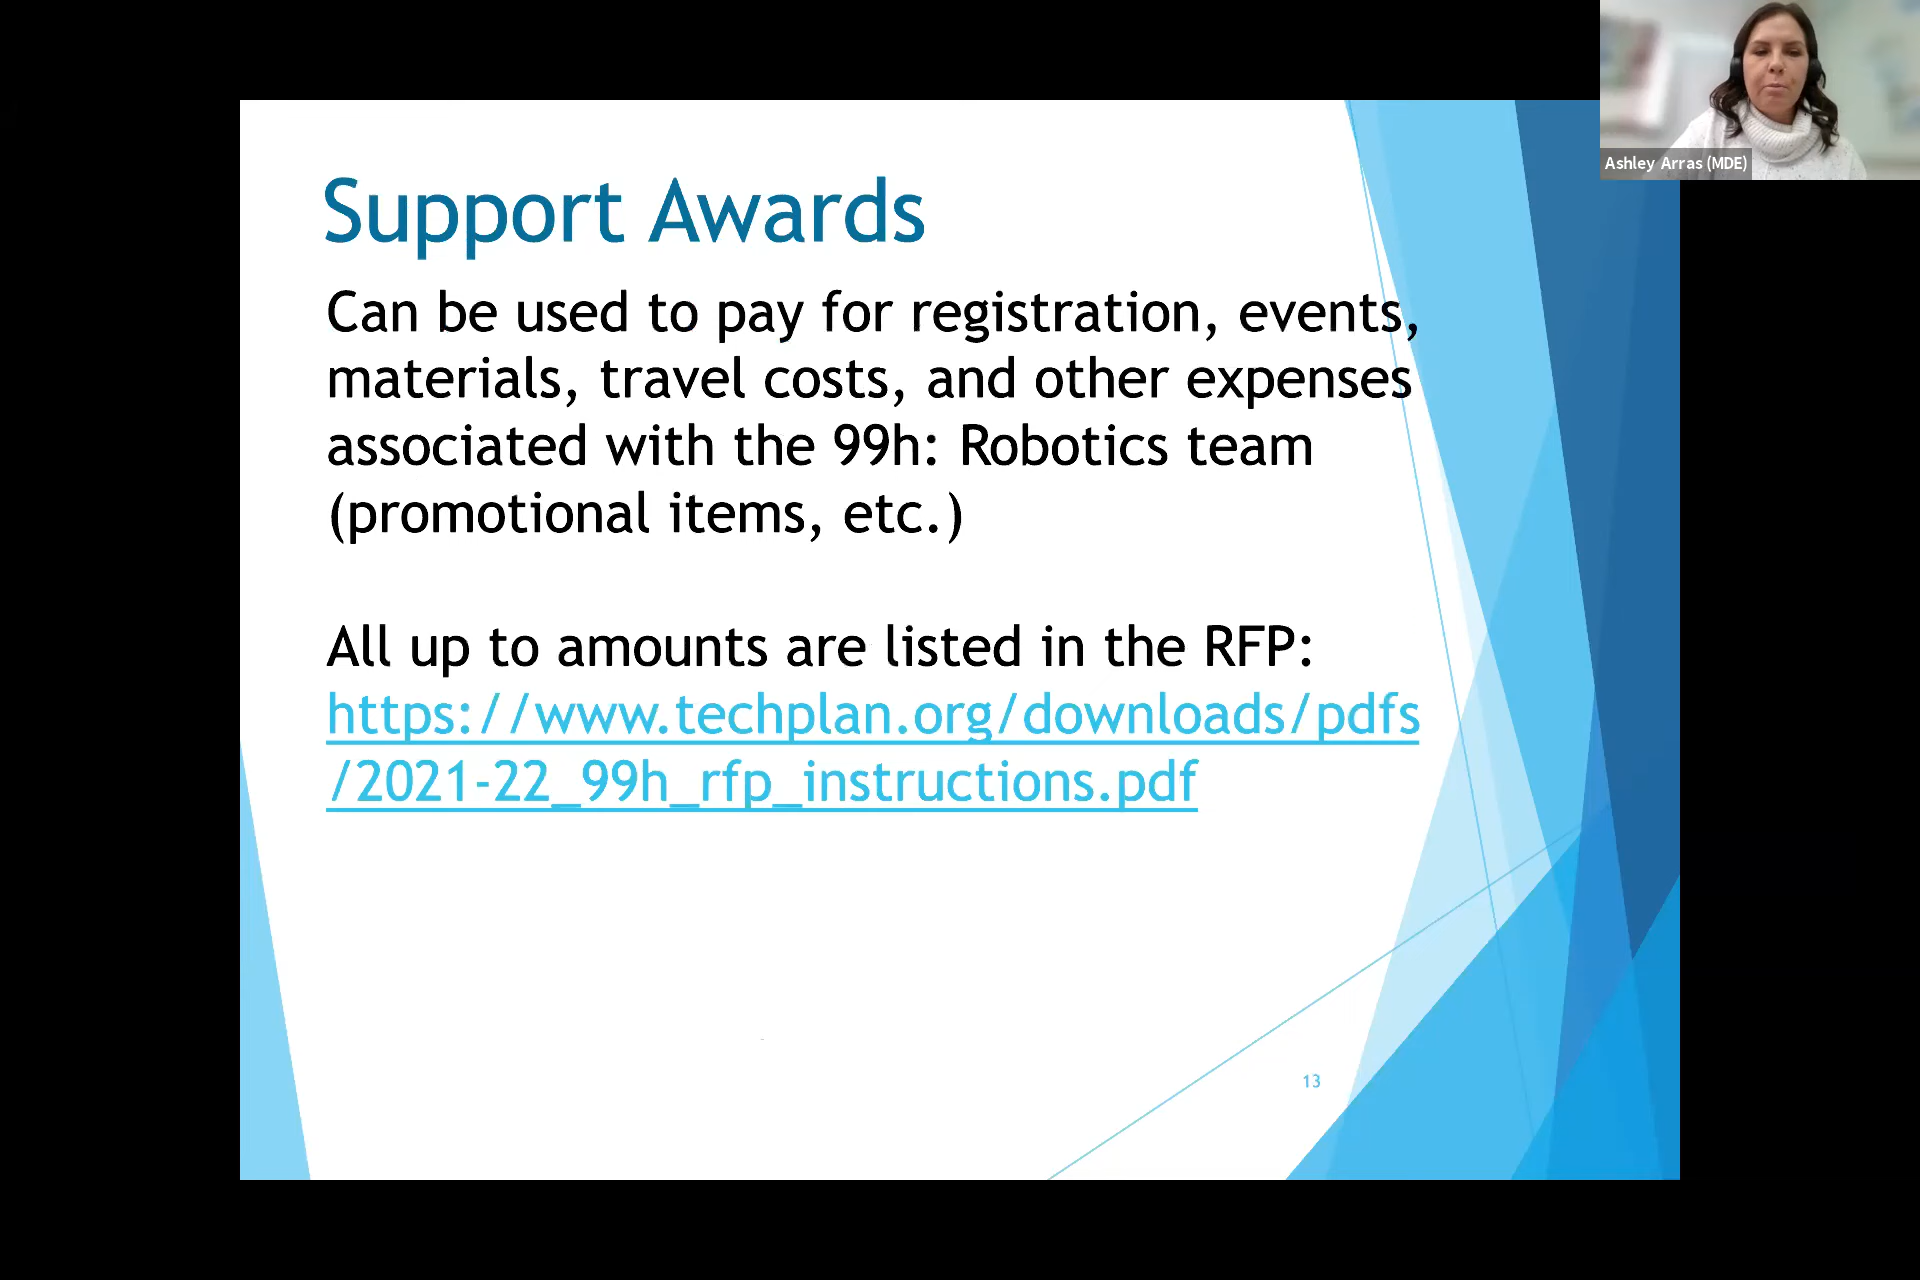 Ashley Arras (MDE)
Support Awards
Can be used to pay for registration, events,
materials, travel costs, and other expenses
associated with the 99h: Robotics team
(promotional items, etc.)
All up to amounts are listed in the RFP:
https://www.techplan.org/downloads/pdfs
/2021-22_99h_rfp_instructions.pdf
13